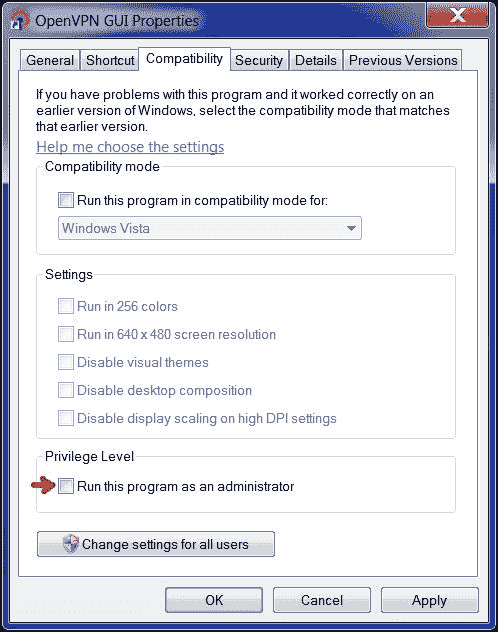 OpenVPN GUI Properties
General Shortcut Compatibility Security Details Previous Versions
If you have problems with this program and it worked correctly on an
earlier version of Windows, select the compatibility mode that matches
that earlier version.
Help me choose the settings
Compatibility mode
Run this program in compatibility mode for:
Windows Vista
Settings
Run in 256 colors
Run in 640 x 480 screen resolution
Disable visual themes
Disable desktop composition
Disable display scaling on high DPI settings
Privilege Level
Run this program as an administrator
Change settings for all users
OK Cancel Apply